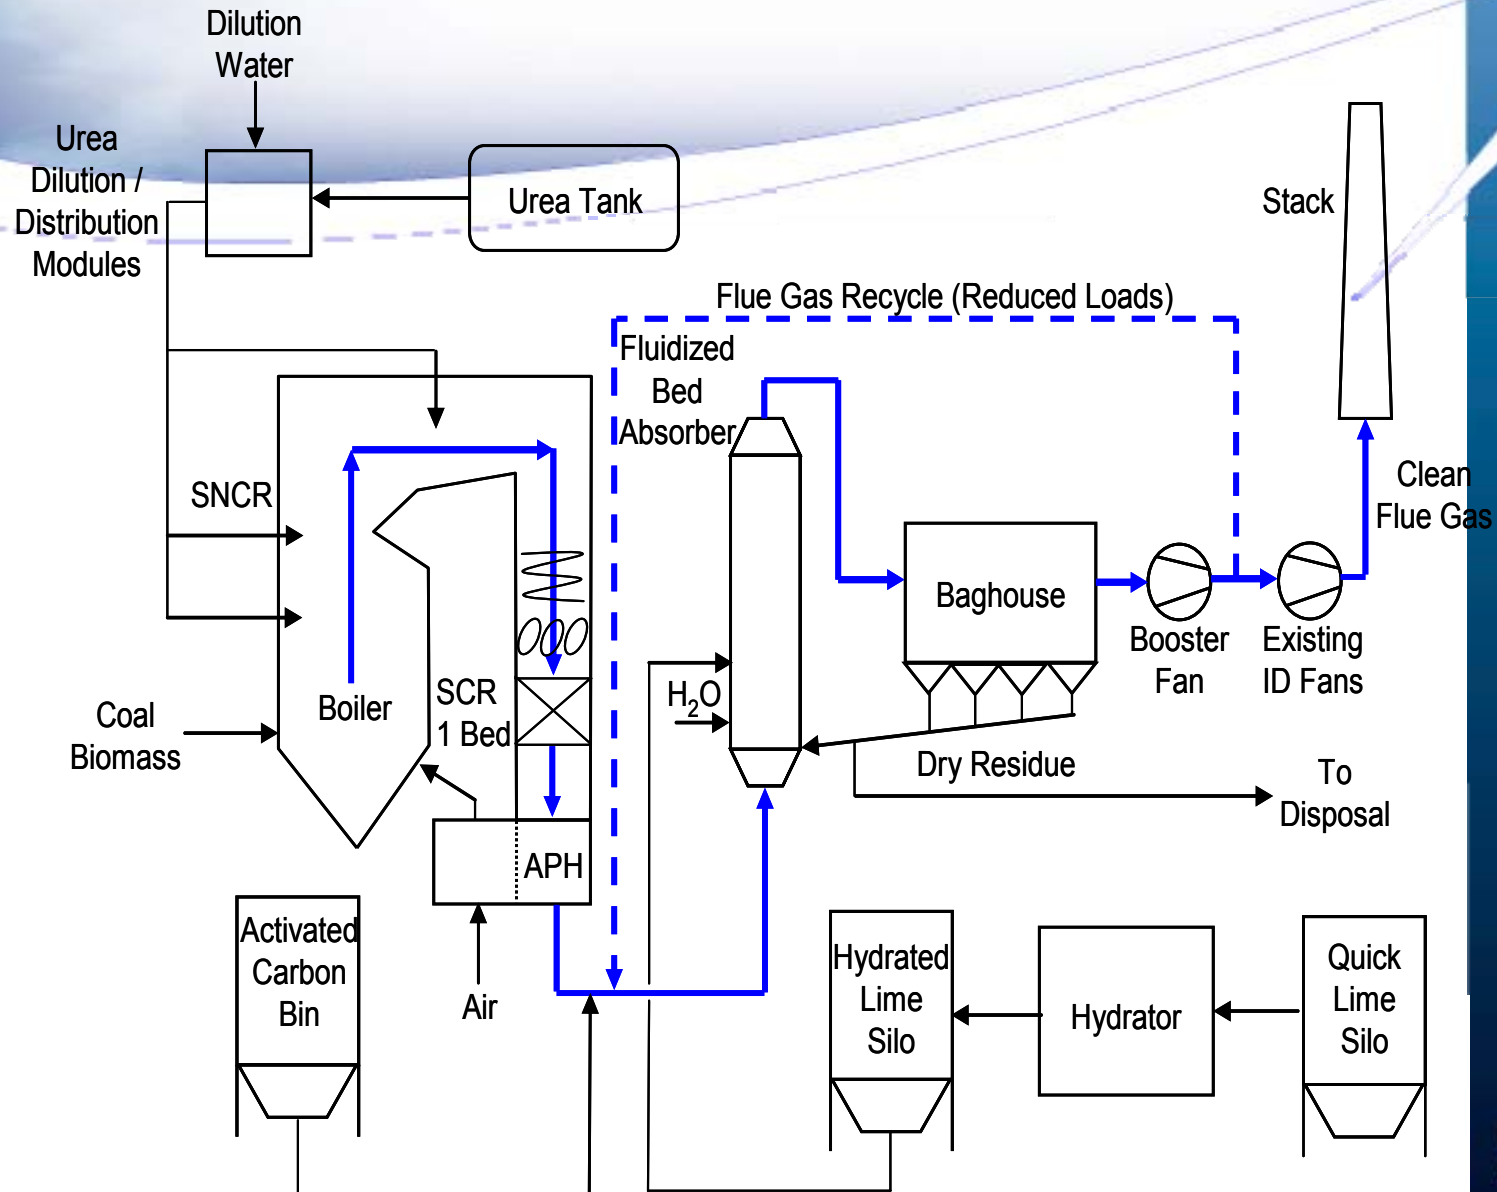 Dilution
Water
Urea
Dilution /
Distribution
Modules
Urea Tank
Stack
Flue Gas Recycle (Reduced Loads)
Fluidized
Bed
Absorber
SNCR
Clean
Flue Gas
Baghouse
Booster
Fan
Existing
ID Fans
Coal
Biomass
Boiler
SCR
1 Bed
H₂O
Dry Residue
To
Disposal
APH
Air
Activated
Carbon
Bin
Hydrated
Lime
Silo
Hydrator
Quick
Lime
Silo